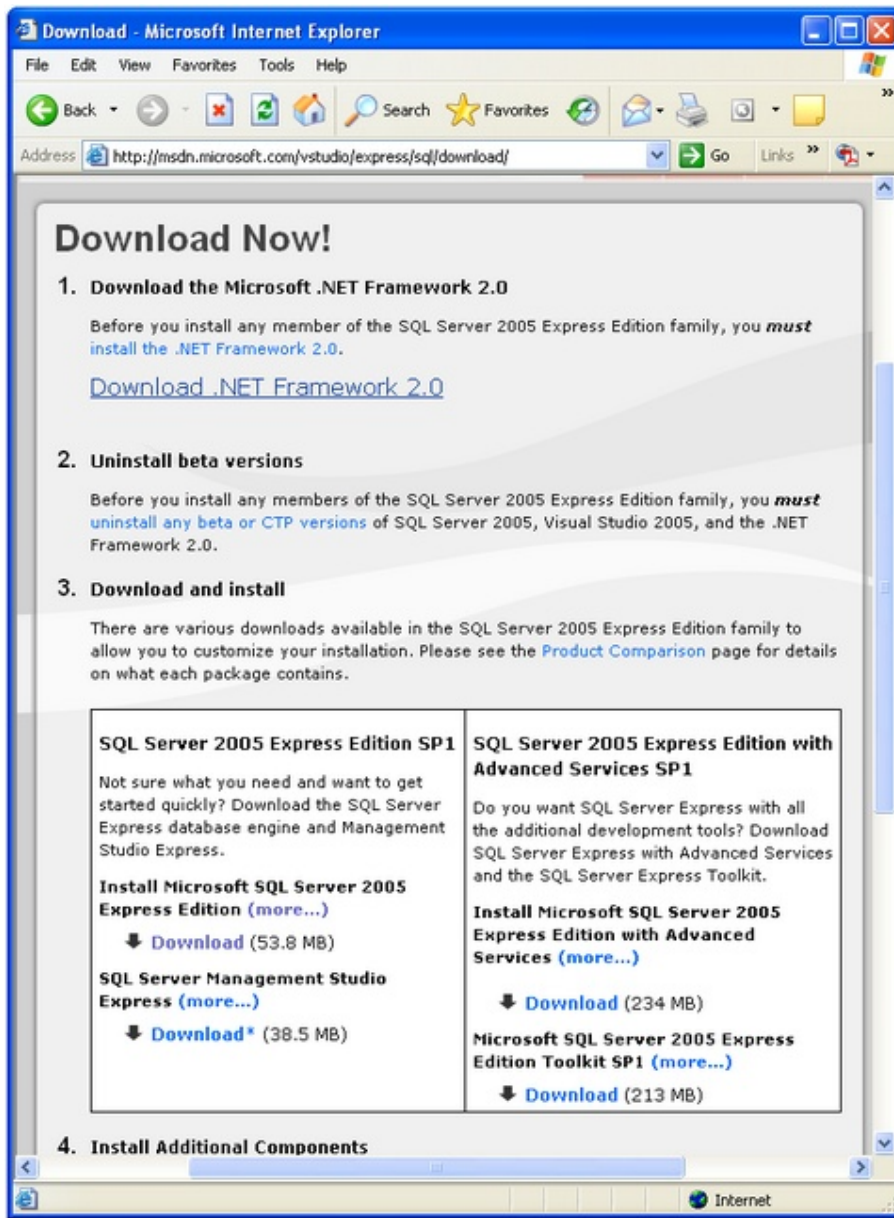 Download - Microsoft Internet Explorer
File Edit View Favorites Tools Help
Back Search Favorites
Address http://msdn.microsoft.com/vstudio/express/sql/download/ Go Links
Download Now!
1. Download the Microsoft .NET Framework 2.0
Before you install any member of the SQL Server 2005 Express Edition family, you must
install the .NET Framework 2.0.
Download .NET Framework 2.0
2. Uninstall beta versions
Before you install any members of the SQL Server 2005 Express Edition family, you must
uninstall any beta or CTP versions of SQL Server 2005, Visual Studio 2005, and the .NET
Framework 2.0.
3. Download and install
There are various downloads available in the SQL Server 2005 Express Edition family to
allow you to customize your installation. Please see the Product Comparison page for details
on what each package contains.
SQL Server 2005 Express Edition SP1
Not sure what you need and want to get
started quickly? Download the SQL Server
Express database engine and Management
Studio Express.
Install Microsoft SQL Server 2005
Express Edition (more...)
Download (53.8 MB)
SQL Server Management Studio
Express (more...)
Download* (38.5 MB)
SQL Server 2005 Express Edition with
Advanced Services SP1
Do you want SQL Server Express with all
the additional development tools? Download
SQL Server Express with Advanced Services
and the SQL Server Express Toolkit.
Install Microsoft SQL Server 2005
Express Edition with Advanced
Services (more...)
Download (234 MB)
Microsoft SQL Server 2005 Express
Edition Toolkit SP1 (more...)
Download (213 MB)
4. Install Additional Components
Internet